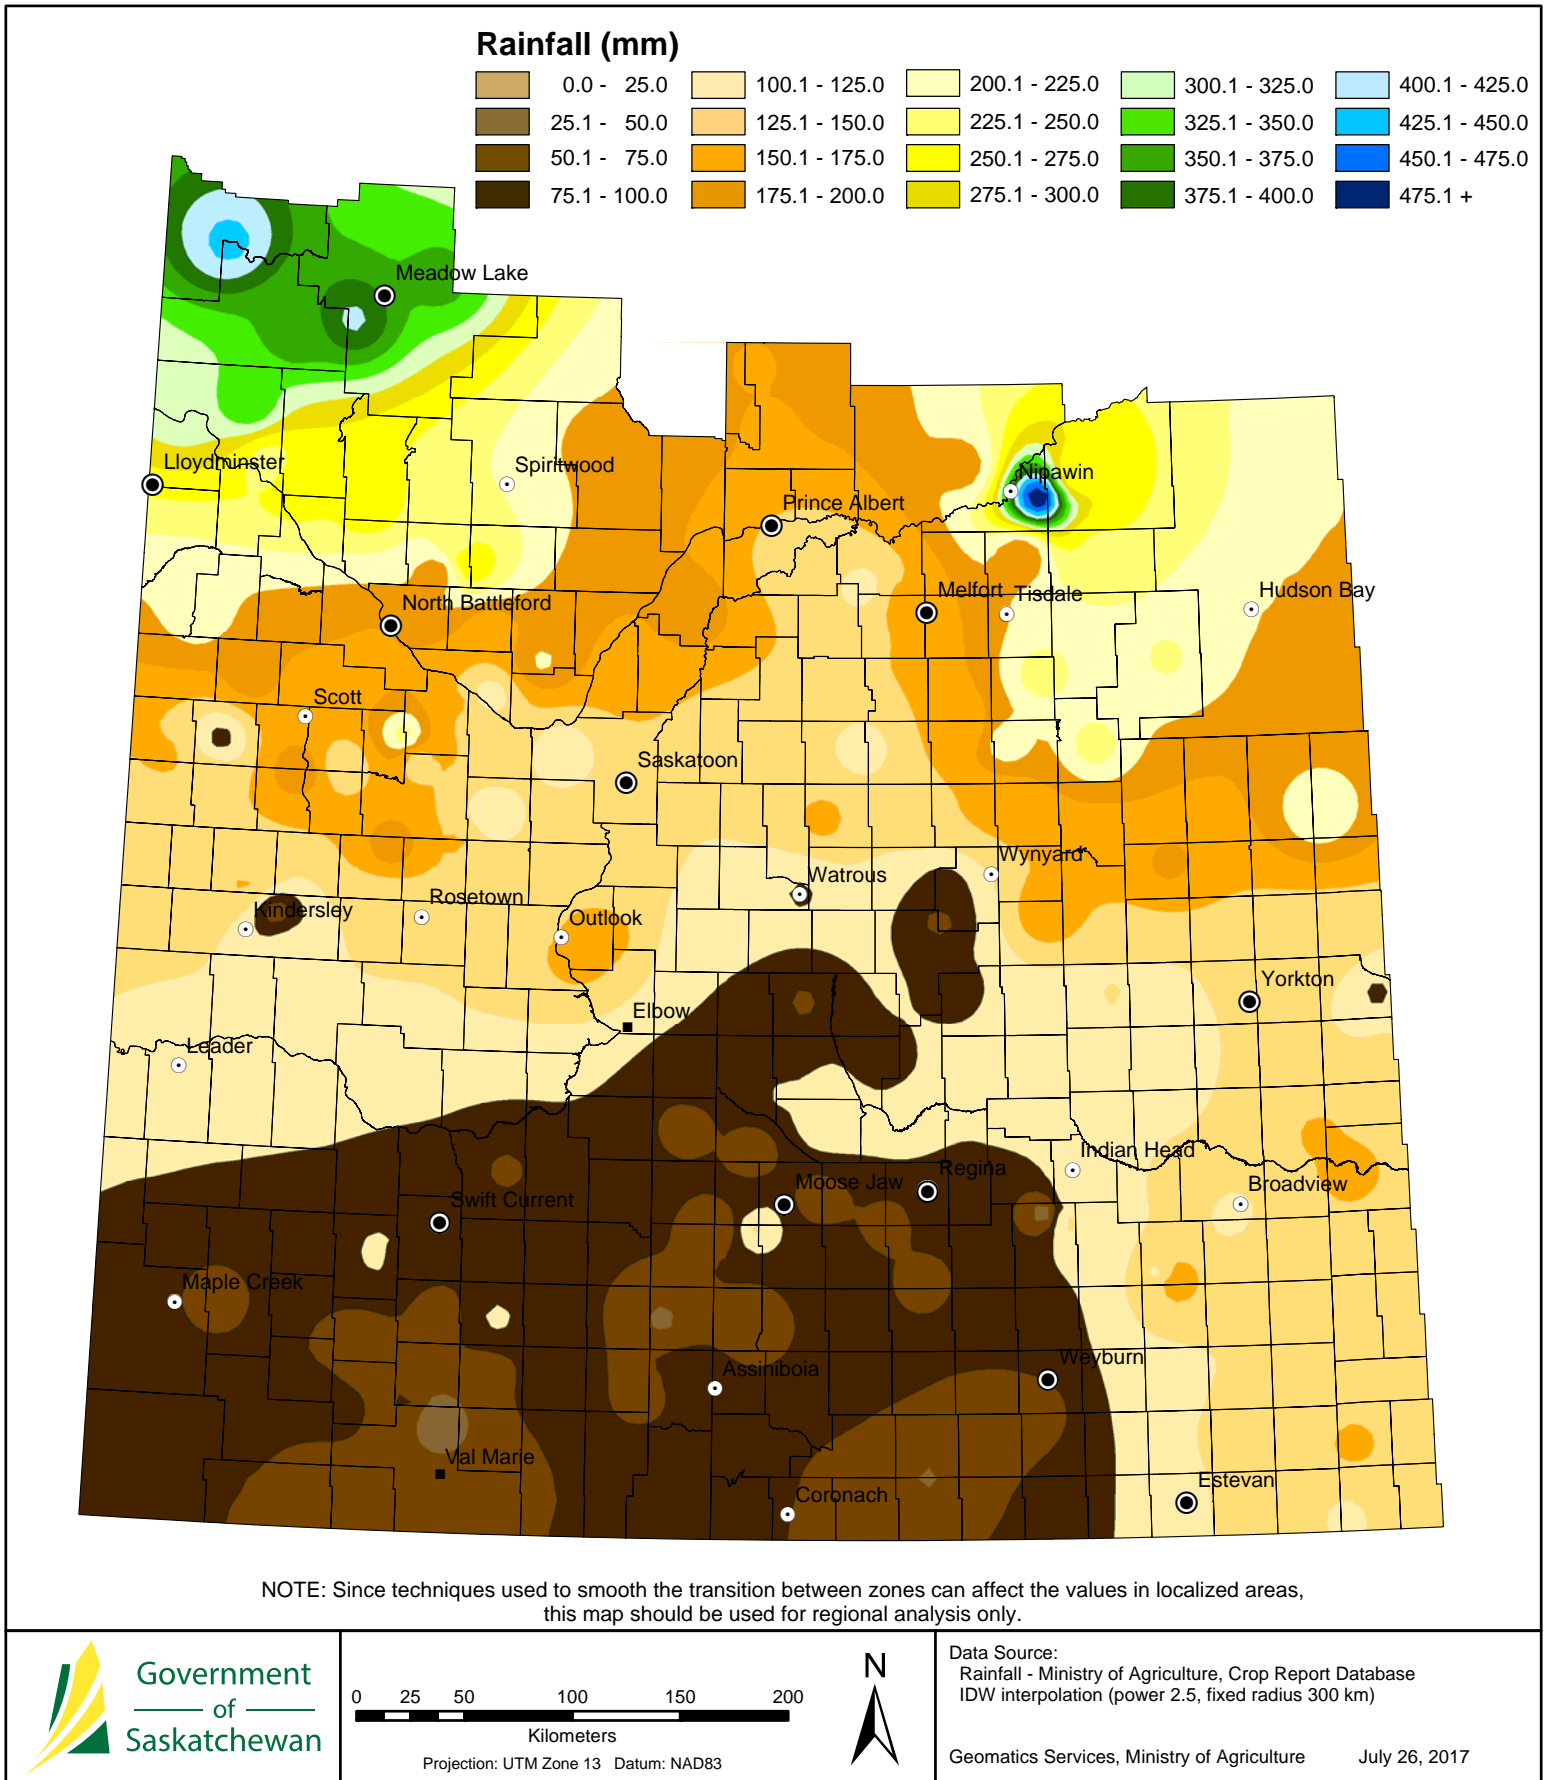 Rainfall (mm)
0.0 - 25.0
25.1 - 50.0
50.1 - 75.0
75.1 - 100.0
100.1 - 125.0
125.1 - 150.0
150.1 - 175.0
175.1 - 200.0
200.1 - 225.0
225.1 - 250.0
250.1 - 275.0
275.1 - 300.0
300.1 - 325.0
325.1 - 350.0
350.1 - 375.0
375.1 - 400.0
400.1 - 425.0
425.1 - 450.0
450.1 - 475.0
475.1 +
Meadow Lake
Lloydminster
Spiritwood
Nipawin
Prince Albert
North Battleford
Melfort
Tisdale
Hudson Bay
Scott
Saskatoon
Wynyard
Watrous
Rosetown
Kindersley
Outlook
Yorkton
Elbow
Leader
Indian Head
Regina
Moose Jaw
Broadview
Swift Current
Maple Creek
Weyburn
Assiniboia
Val Marie
Estevan
Coronach
NOTE: Since techniques used to smooth the transition between zones can affect the values in localized areas,
this map should be used for regional analysis only.
Government
of
Saskatchewan
0 25 50 100 150 200
Kilometers
Projection: UTM Zone 13 Datum: NAD83
N
Data Source:
Rainfall - Ministry of Agriculture, Crop Report Database
IDW interpolation (power 2.5, fixed radius 300 km)
Geomatics Services, Ministry of Agriculture July 26, 2017